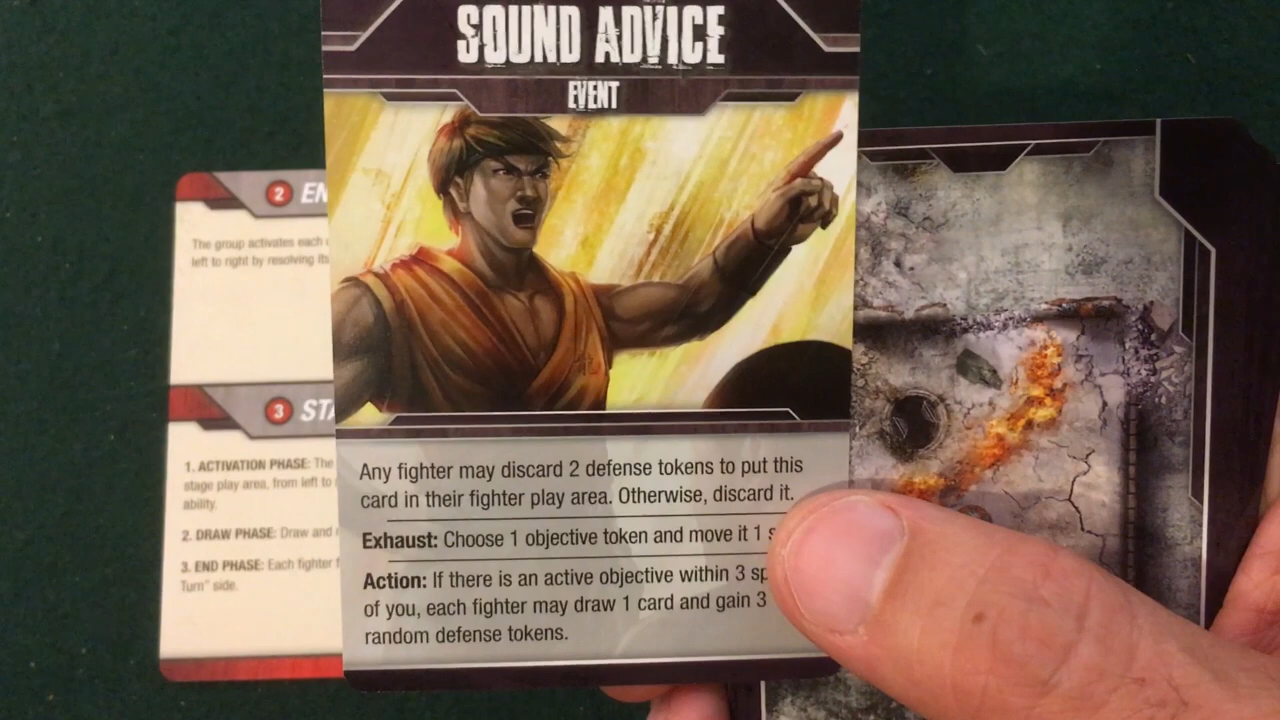 SOUND ADVICE
EVENT
Any fighter may discard 2 defense tokens to put this
card in their fighter play area. Otherwise, discard it.
Exhaust: Choose 1 objective token and move it 1
Action: If there is an active objective within 3
of you, each fighter may draw 1 card and gain 3
random defense tokens.
2
The group activates each
left to right by resolving its
3
1. ACTIVATION PHASE: The
stage play area, from left to
ability.
2. DRAW PHASE: Draw and
3. END PHASE: Each fighter
Turn" side.